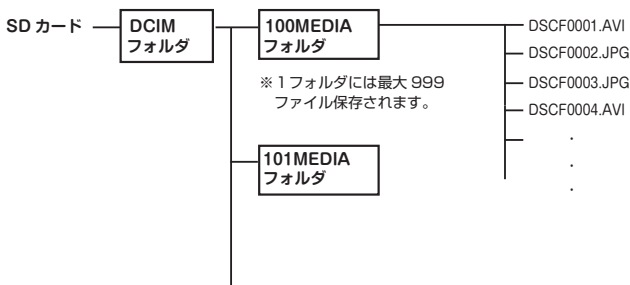 SD カード
DCIM
フォルダ
100MEDIA
フォルダ
※１フォルダには最大 999
ファイル保存されます。
DSCF0001.AVI
DSCF0002.JPG
DSCF0003.JPG
DSCF0004.AVI
.
.
.
101MEDIA
フォルダ